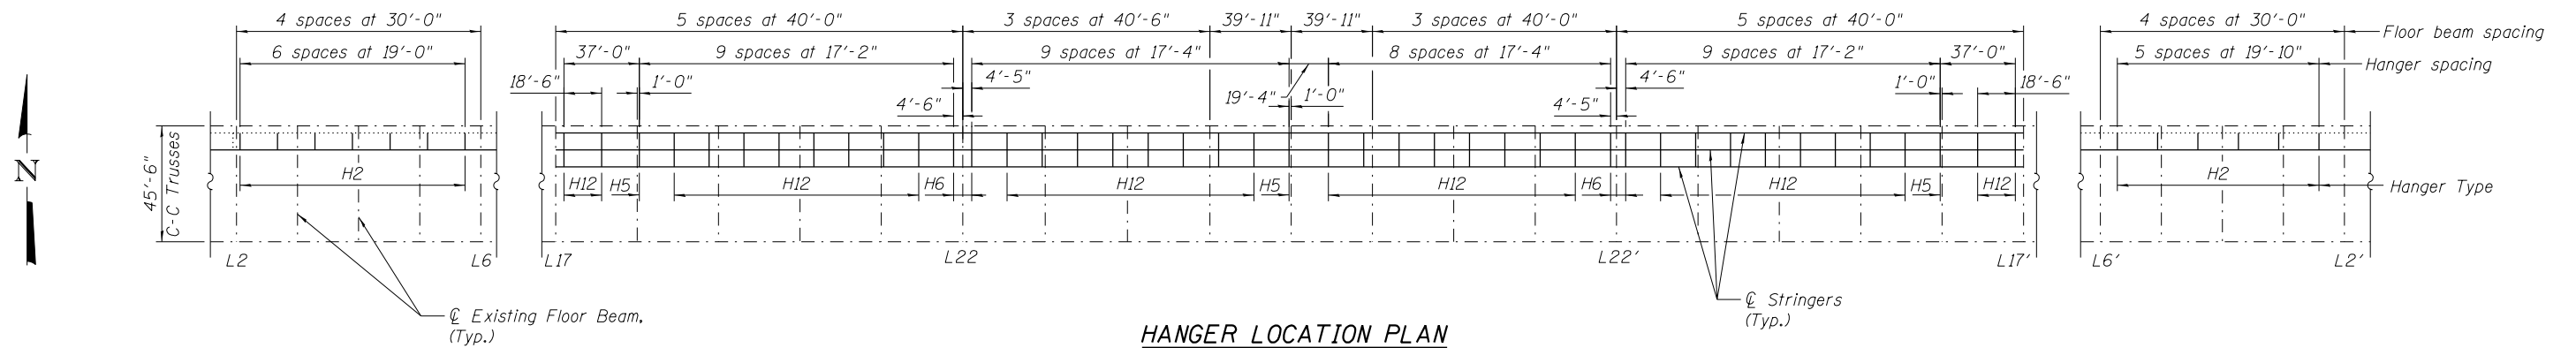 4 spaces at 30'-0" 5 spaces at 40'-0" 3 spaces at 40'-6" 39'-11" 39'-11" 3 spaces at 40'-0" 5 spaces at 40'-0" 4 spaces at 30'-0" Floor beam spacing
6 spaces at 19'-0" 37'-0" 9 spaces at 17'-2" 9 spaces at 17'-4" 8 spaces at 17'-4" 9 spaces at 17'-2" 37'-0" 5 spaces at 19'-10" Hanger spacing
18'-6" 1'-0" 4'-5" 19'-4" 1'-0" 4'-6" 1'-0" 18'-6"
4'-6" 4'-5"
N
45'-6"
C-C Trusses
H2 H12 H5 H12 H6 H12 H5 H12 H6 H12 H5 H12 H2 Hanger Type
L2 L6 L17 L22 L22' L17' L6' L2'
℄ Existing Floor Beam.
(Typ.)
℄ Stringers
(Typ.)
HANGER LOCATION PLAN